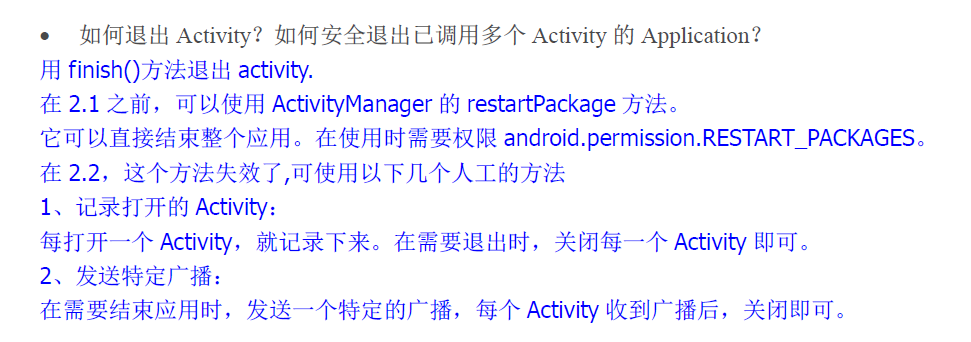 • 如何退出 Activity？如何安全退出已调用多个 Activity 的 Application？
用 finish()方法退出 activity.
在 2.1 之前，可以使用 ActivityManager 的 restartPackage 方法。
它可以直接结束整个应用。在使用时需要权限 android.permission.RESTART_PACKAGES。
在 2.2，这个方法失效了,可使用以下几个人工的方法
1、记录打开的 Activity：
每打开一个 Activity，就记录下来。在需要退出时，关闭每一个 Activity 即可。
2、发送特定广播：
在需要结束应用时，发送一个特定的广播，每个 Activity 收到广播后，关闭即可。